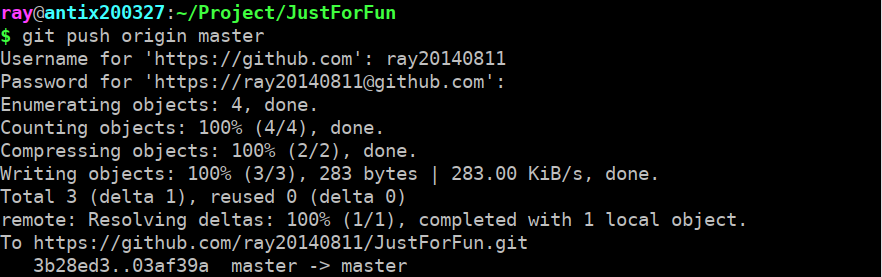 ray@antix200327:~/Project/JustForFun
$ git push origin master
Username for 'https://github.com': ray20140811
Password for 'https://ray20140811@github.com':
Enumerating objects: 4, done.
Counting objects: 100% (4/4), done.
Compressing objects: 100% (2/2), done.
Writing objects: 100% (3/3), 283 bytes | 283.00 KiB/s, done.
Total 3 (delta 1), reused 0 (delta 0)
remote: Resolving deltas: 100% (1/1), completed with 1 local object.
To https://github.com/ray20140811/JustForFun.git
   3b28ed3..03af39a  master -> master